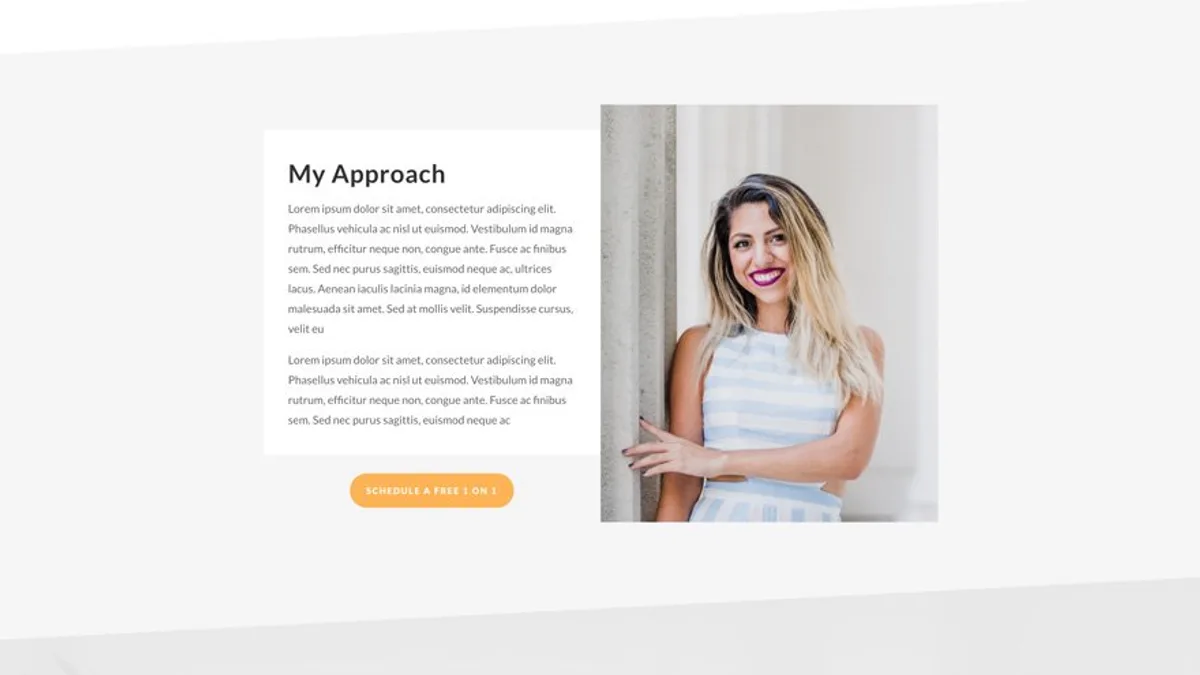 My Approach
Lorem ipsum dolor sit amet, consectetur adipiscing elit.
Phasellus vehicula ac nisl ut euismod. Vestibulum id magna
rutrum, efficitur neque non, congue ante. Fusce ac finibus
sem. Sed nec purus sagittis, euismod neque ac, ultrices
lacus. Aenean iaculis lacinia magna, id elementum dolor
malesuada sit amet. Sed at mollis velit. Suspendisse cursus,
velit eu
Lorem ipsum dolor sit amet, consectetur adipiscing elit.
Phasellus vehicula ac nisl ut euismod. Vestibulum id magna
rutrum, efficitur neque non, congue ante. Fusce ac finibus
sem. Sed nec purus sagittis, euismod neque ac
SCHEDULE A FREE 1 ON 1